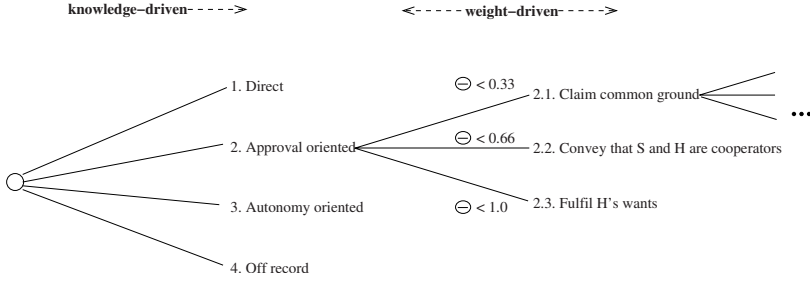 knowledge–driven
weight–driven
1. Direct
2. Approval oriented
3. Autonomy oriented
4. Off record
⊖ < 0.33
2.1. Claim common ground
...
⊖ < 0.66
2.2. Convey that S and H are cooperators
2.3. Fulfil H's wants
⊖ < 1.0